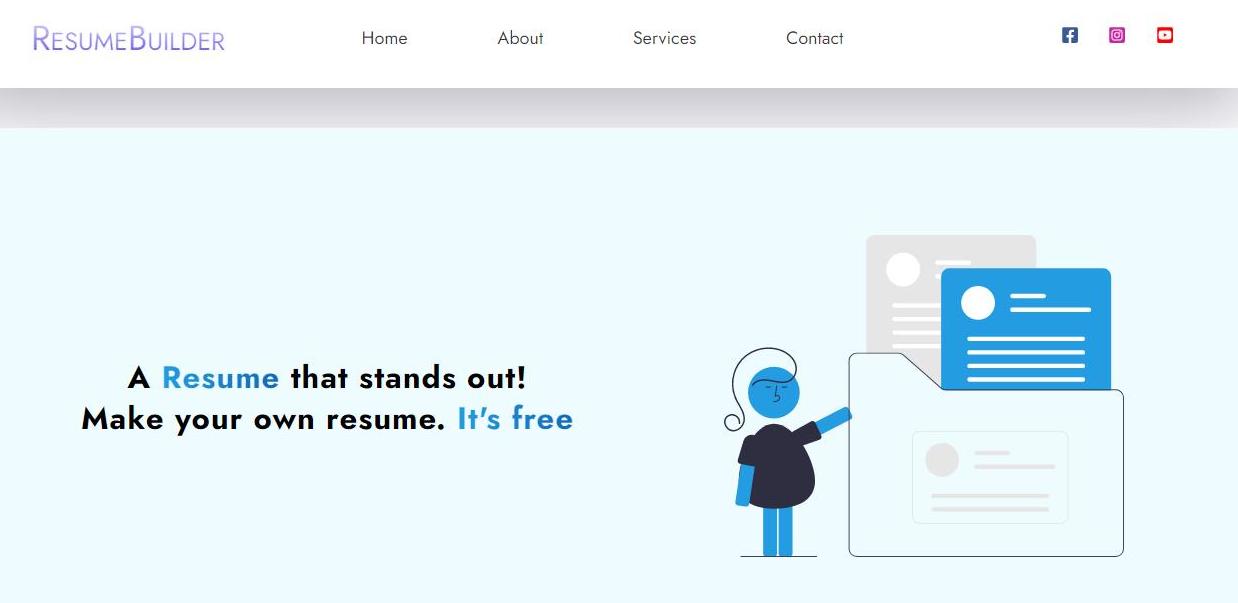 RESUMEBUILDER
Home
About
Services
Contact
A Resume that stands out!
Make your own resume. It's free